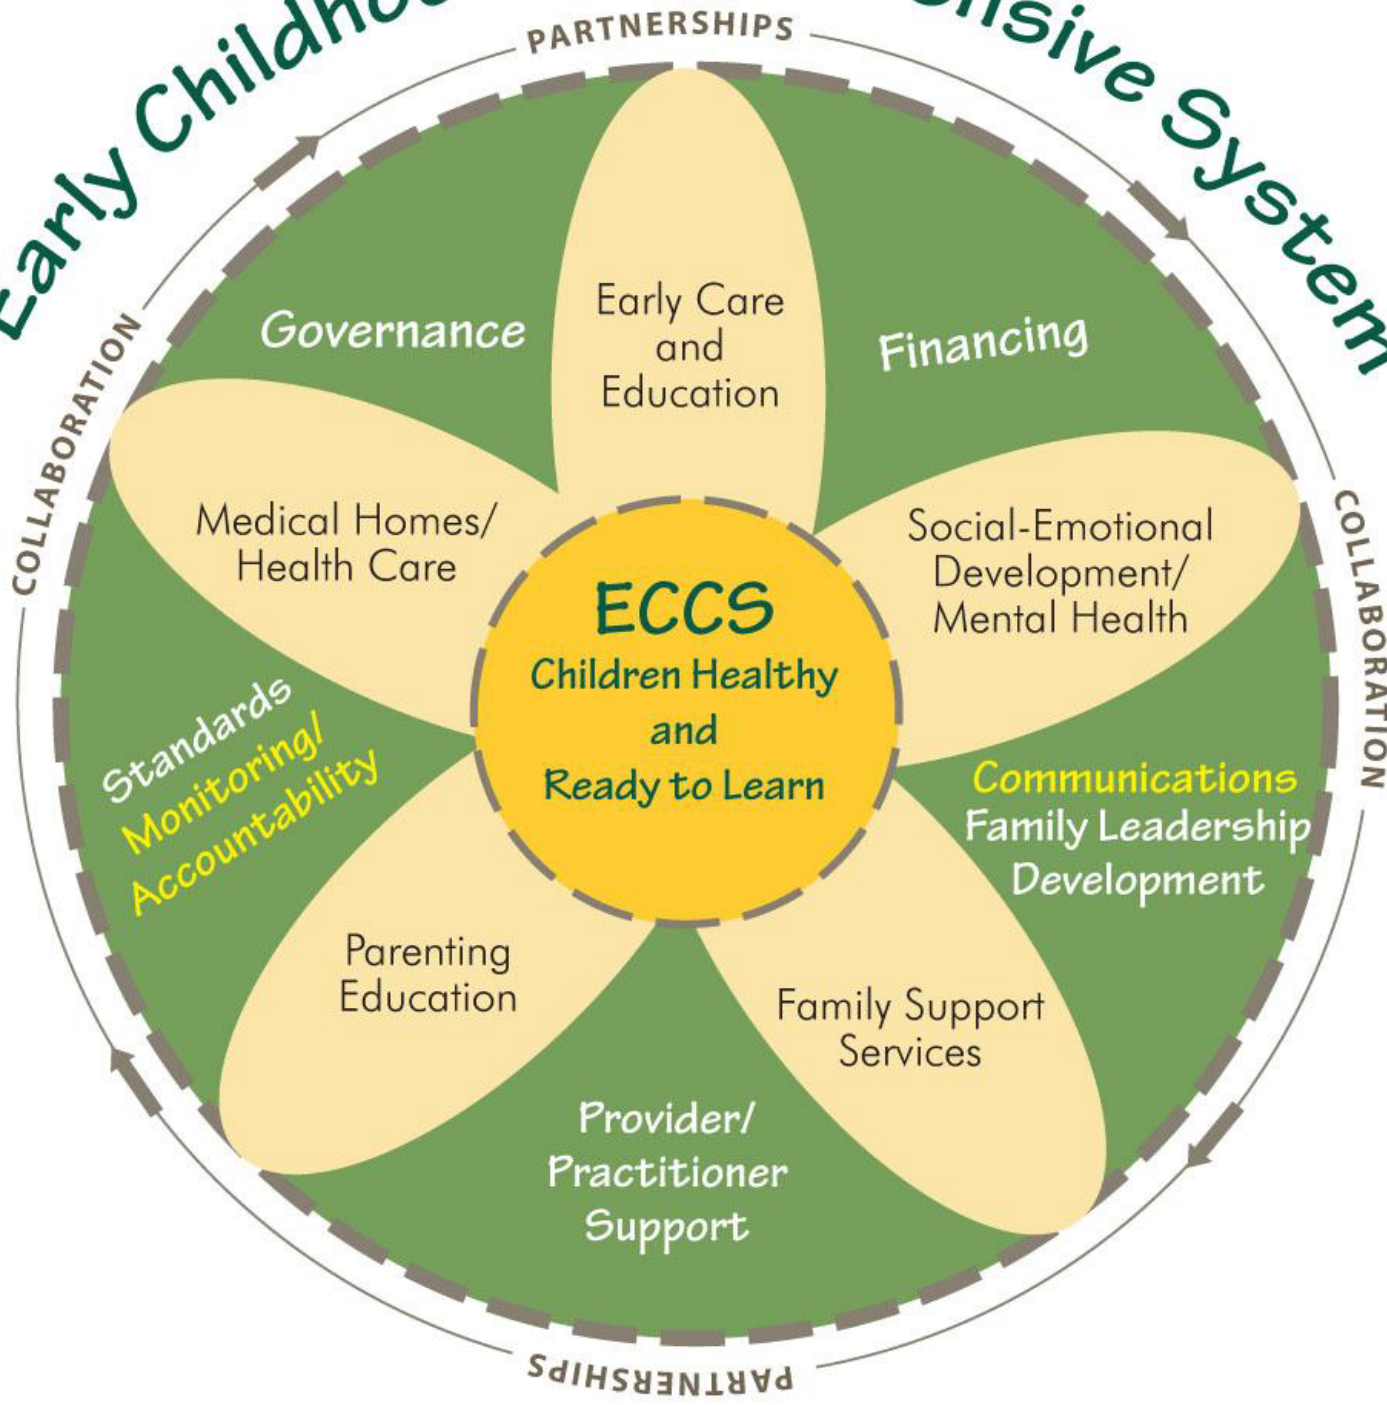 Early
System
PARTNERSHIPS
COLLABORATION
COLLABORATION
PARTNERSHIPS
Governance
Early Care
and
Education
Financing
Medical Homes/
Health Care
Social-Emotional
Development/
Mental Health
ECCS
Children Healthy
and
Ready to Learn
Standards
Monitoring/
Accountability
Communications
Family Leadership
Development
Parenting
Education
Family Support
Services
Provider/
Practitioner
Support